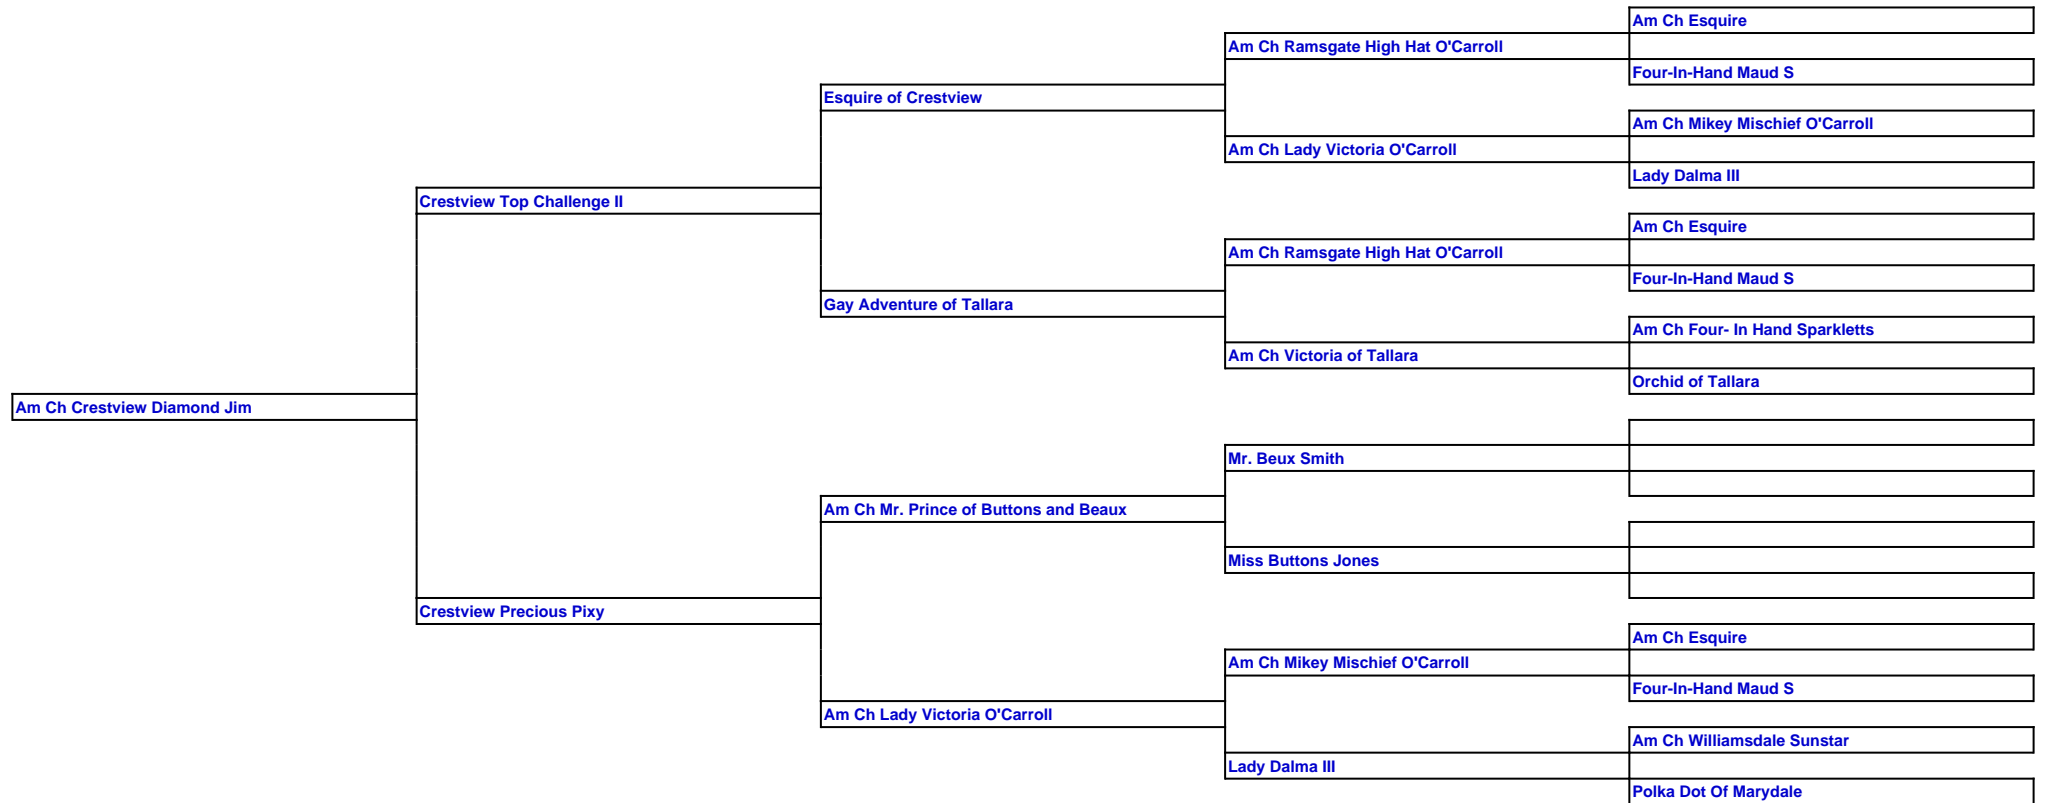 Am Ch Esquire
Am Ch Ramsgate High Hat O'Carroll
Four-In-Hand Maud S
Esquire of Crestview
Am Ch Mikey Mischief O'Carroll
Am Ch Lady Victoria O'Carroll
Lady Dalma III
Crestview Top Challenge II
Am Ch Esquire
Am Ch Ramsgate High Hat O'Carroll
Four-In-Hand Maud S
Gay Adventure of Tallara
Am Ch Four- In Hand Sparkletts
Am Ch Victoria of Tallara
Orchid of Tallara
Am Ch Crestview Diamond Jim
Mr. Beux Smith
Am Ch Mr. Prince of Buttons and Beaux
Miss Buttons Jones
Crestview Precious Pixy
Am Ch Esquire
Am Ch Mikey Mischief O'Carroll
Four-In-Hand Maud S
Am Ch Lady Victoria O'Carroll
Am Ch Williamsdale Sunstar
Lady Dalma III
Polka Dot Of Marydale